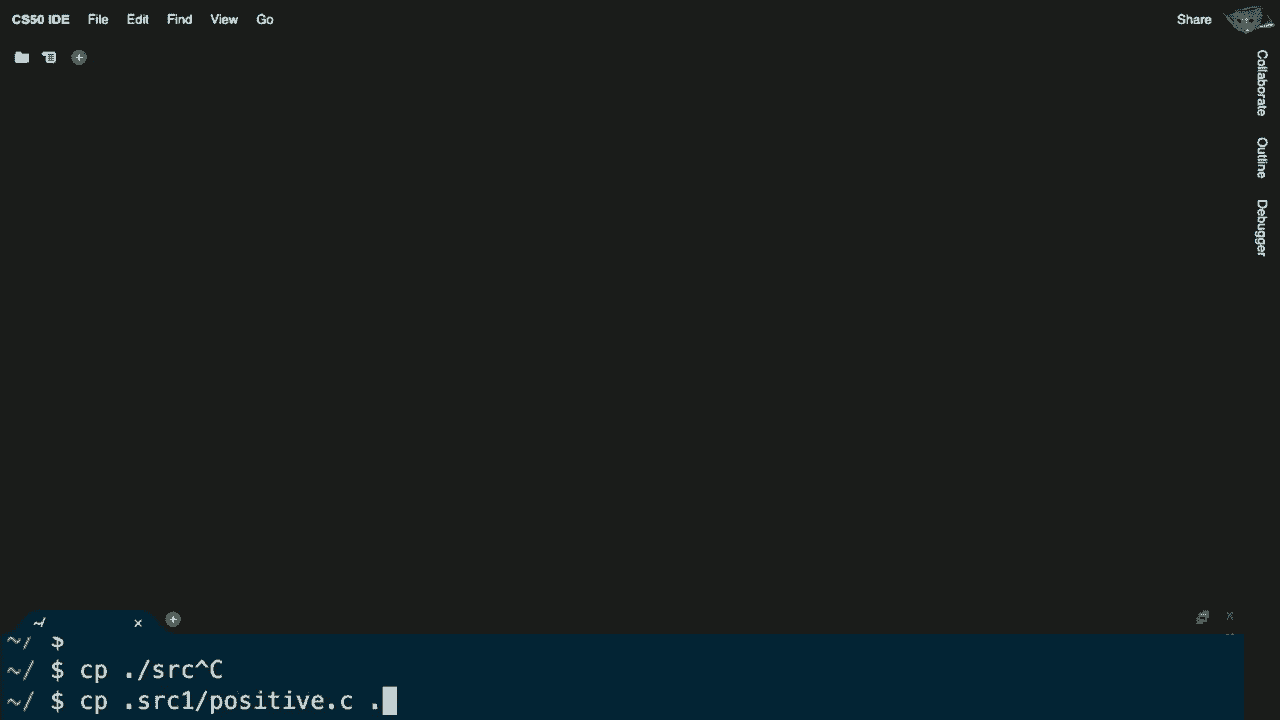 CS50 IDE File Edit Find View Go Share
Collaborate
Outline
Debugger
~/
~/ $
~/ $ cp ./src^C
~/ $ cp .src1/positive.c .